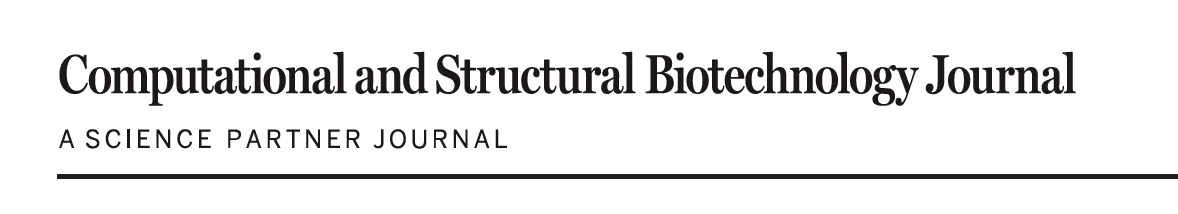 Computational and Structural Biotechnology Journal
A SCIENCE PARTNER JOURNAL